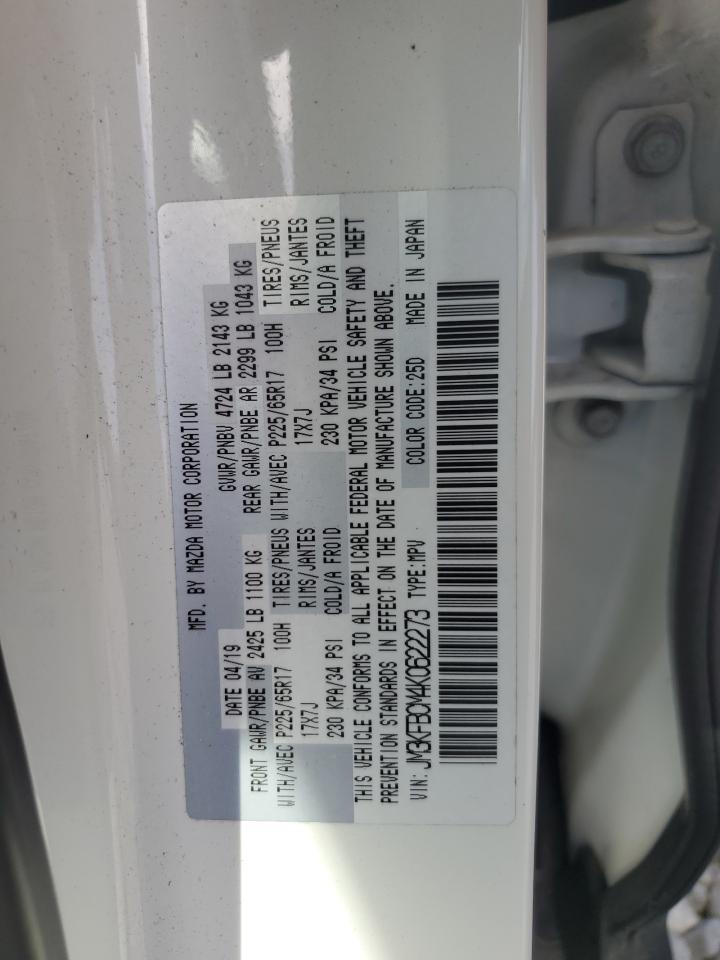 MFD. BY MAZDA MOTOR CORPORATION
DATE 04/19 GVWR/PNBV 4724 LB 2143 KG
FRONT GAWR/PNBE AV 2425 LB 1100 KG REAR GAWR/PNBE AR 2299 LB 1043 KG
WITH/AVEC P225/65R17 100H TIRES/PNEUS WITH/AVEC P225/65R17 100H TIRES/PNEUS
17X7J RIMS/JANTES 17X7J RIMS/JANTES
230 KPA/34 PSI COLD/A FROID 230 KPA/34 PSI COLD/A FROID
THIS VEHICLE CONFORMS TO ALL APPLICABLE FEDERAL MOTOR VEHICLE SAFETY AND THEFT
PREVENTION STANDARDS IN EFFECT ON THE DATE OF MANUFACTURE SHOWN ABOVE.
VIN: JM3KFBCM4K0622273 TYPE:MPV COLOR CODE:25D MADE IN JAPAN